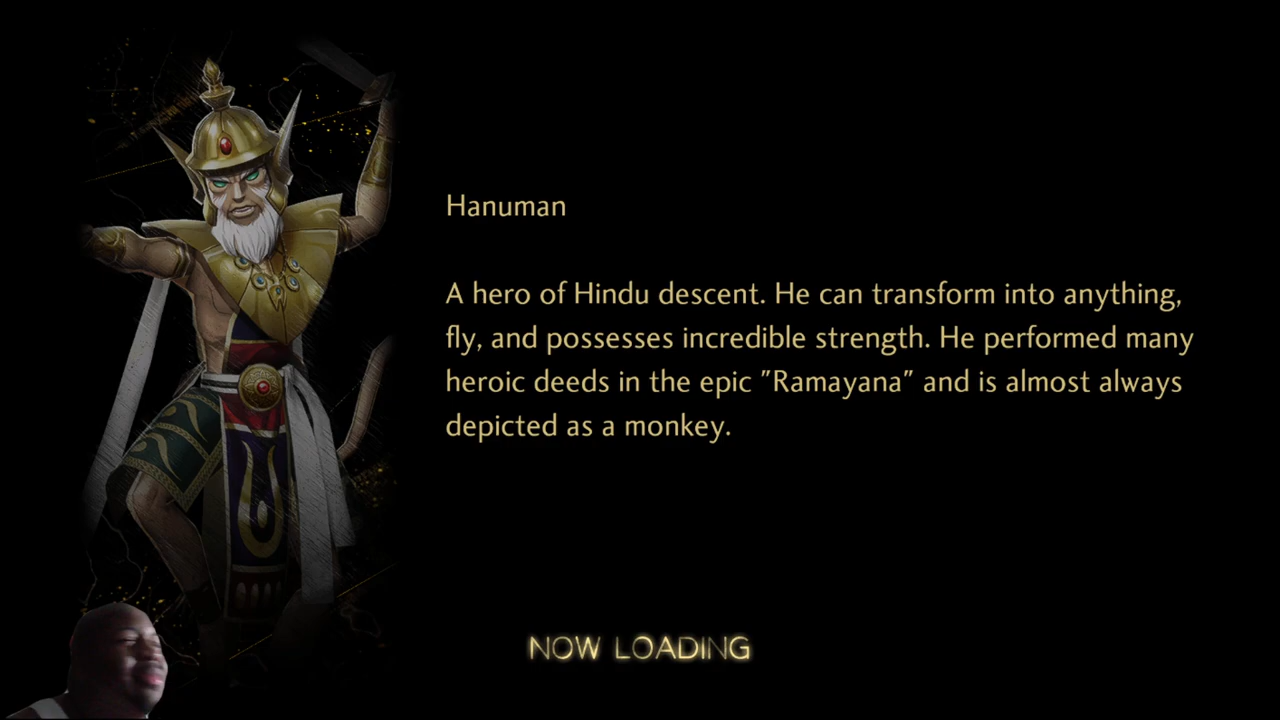 Hanuman
A hero of Hindu descent. He can transform into anything,
fly, and possesses incredible strength. He performed many
heroic deeds in the epic "Ramayana" and is almost always
depicted as a monkey.
NOW LOADING